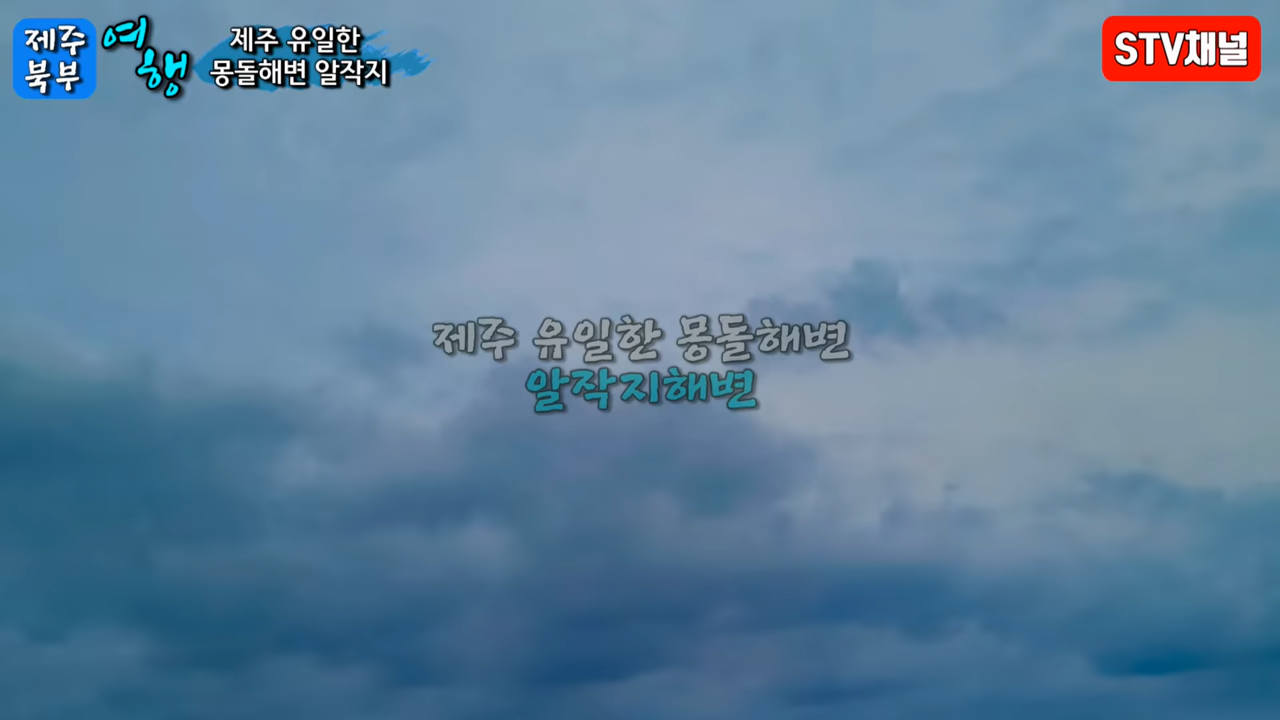 제주
북부
여행
제주 유일한
몽돌해변 알작지
STV채널
제주 유일한 몽돌해변
알작지해변